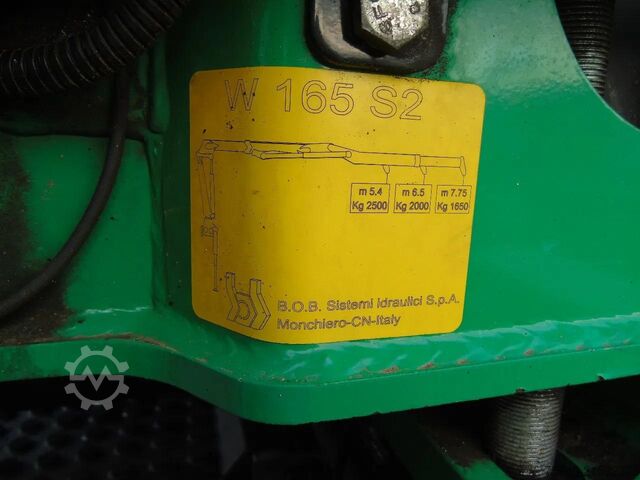 W 165 S2
m 5.4 m 6.5 m 7.75
Kg 2500 Kg 2000 Kg 1650
B.O.B. Sistemi Idraulici S.p.A.
Monchiero-CN-Italy